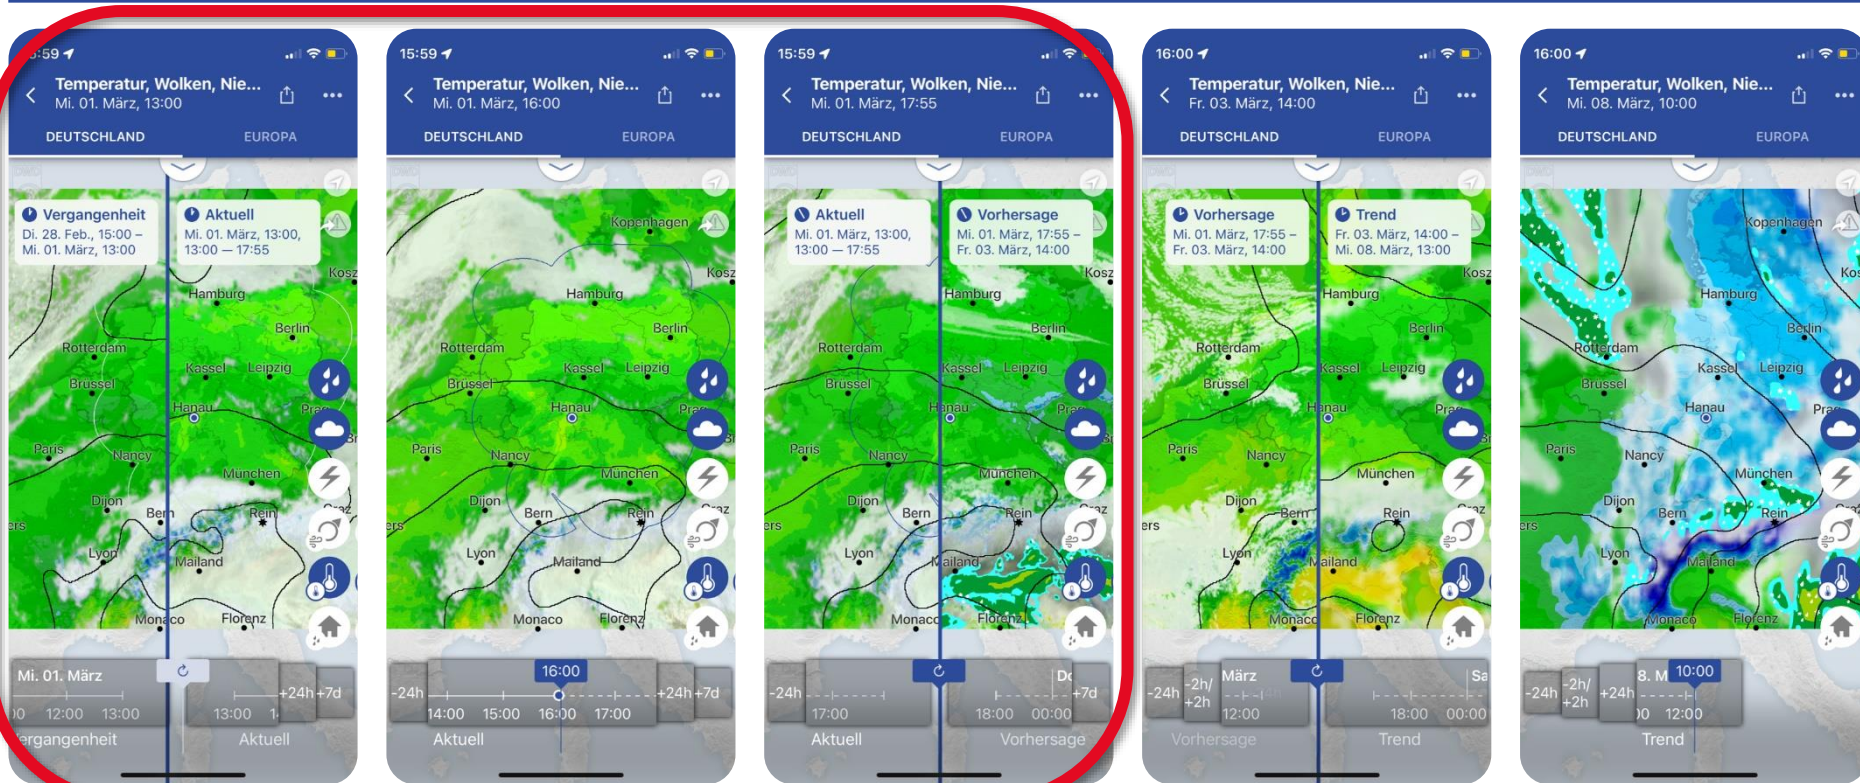 15:59
Temperatur, Wolken, Nie...
Mi. 01. März, 13:00
DEUTSCHLAND
EUROPA
Vergangenheit
Di. 28. Feb., 15:00 –
Mi. 01. März, 13:00
Aktuell
Mi. 01. März, 13:00,
13:00 — 17:55
Kosz
Hamburg
Berlin
Rotterdam
Kassel
Leipzig
Brüssel
Hanau
Paris
Nancy
München
Dijon
Bern
Rein
Lyon
Mailand
Monaco
Florenz
Mi. 01. März
+24h
+7d
12:00
13:00
13:00
Aktuell
15:59
Temperatur, Wolken, Nie...
Mi. 01. März, 16:00
DEUTSCHLAND
EUROPA
Kopenhagen
Kosz
Hamburg
Berlin
Rotterdam
Kassel
Leipzig
Brüssel
Hanau
Paris
Nancy
München
Dijon
Bern
Rein
Lyon
Mailand
Monaco
Florenz
16:00
-24h
+24h
+7d
14:00
15:00
16:00
17:00
Aktuell
15:59
Temperatur, Wolken, Nie...
Mi. 01. März, 17:55
DEUTSCHLAND
EUROPA
Aktuell
Mi. 01. März, 13:00,
13:00 — 17:55
Vorhersage
Mi. 01. März, 17:55 –
Fr. 03. März, 14:00
Kosz
Hamburg
Berlin
Rotterdam
Kassel
Leipzig
Brüssel
Hanau
Paris
Nancy
München
Dijon
Bern
Rein
Lyon
Mailand
Monaco
Florenz
-24h
+7d
17:00
18:00
00:00
Aktuell
Vorhersage
16:00
Temperatur, Wolken, Nie...
Fr. 03. März, 14:00
DEUTSCHLAND
EUROPA
Vorhersage
Mi. 01. März, 17:55 –
Fr. 03. März, 14:00
Trend
Fr. 03. März, 14:00 –
Mi. 08. März, 13:00
Kosz
Hamburg
Berlin
Rotterdam
Kassel
Leipzig
Brüssel
Hanau
Paris
Nancy
München
Dijon
Bern
Rein
Lyon
Mailand
Monaco
Florenz
-24h
-2h/
+2h
März
Sa
12:00
18:00
00:00
Vorhersage
Trend
16:00
Temperatur, Wolken, Nie...
Mi. 08. März, 10:00
DEUTSCHLAND
EUROPA
Kopenhagen
Hamburg
Berlin
Rotterdam
Kassel
Leipzig
Brüssel
Hanau
Paris
Nancy
München
Dijon
Bern
Rein
Lyon
Mailand
Monaco
Florenz
-24h
-2h/
+2h
+24h
8. M
10:00
12:00
Trend